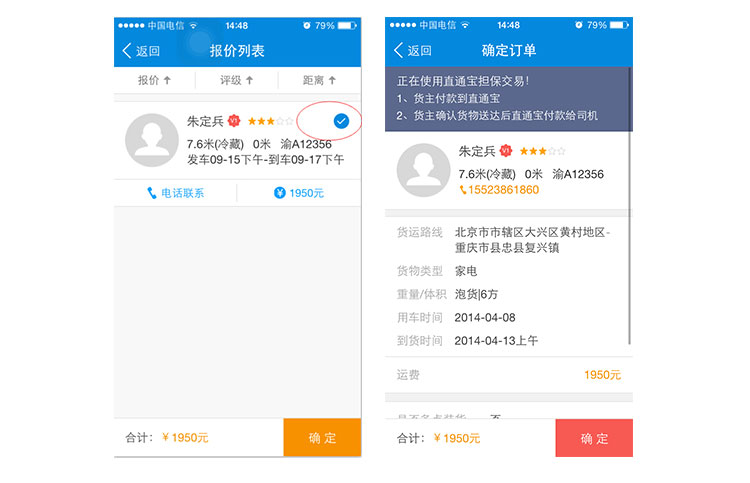 中国电信 14:48 79%
返回 报价列表
报价 评级 距离
朱定兵 V1
7.6米(冷藏) 0米 渝A12356
发车09-15下午-到车09-17下午
电话联系 ¥ 1950元
合计： ¥ 1950元 确 定
中国电信 14:48 79%
返回 确定订单
正在使用直通宝担保交易!
1、货主付款到直通宝
2、货主确认货物送达后直通宝付款给司机
朱定兵 V1
7.6米(冷藏) 0米 渝A12356
15523861860
货运路线 北京市市辖区大兴区黄村地区-
重庆市县忠县复兴镇
货物类型 家电
重量/体积 泡货|6方
用车时间 2014-04-08
到货时间 2014-04-13上午
运费 1950元
合计： ¥ 1950元 确 定